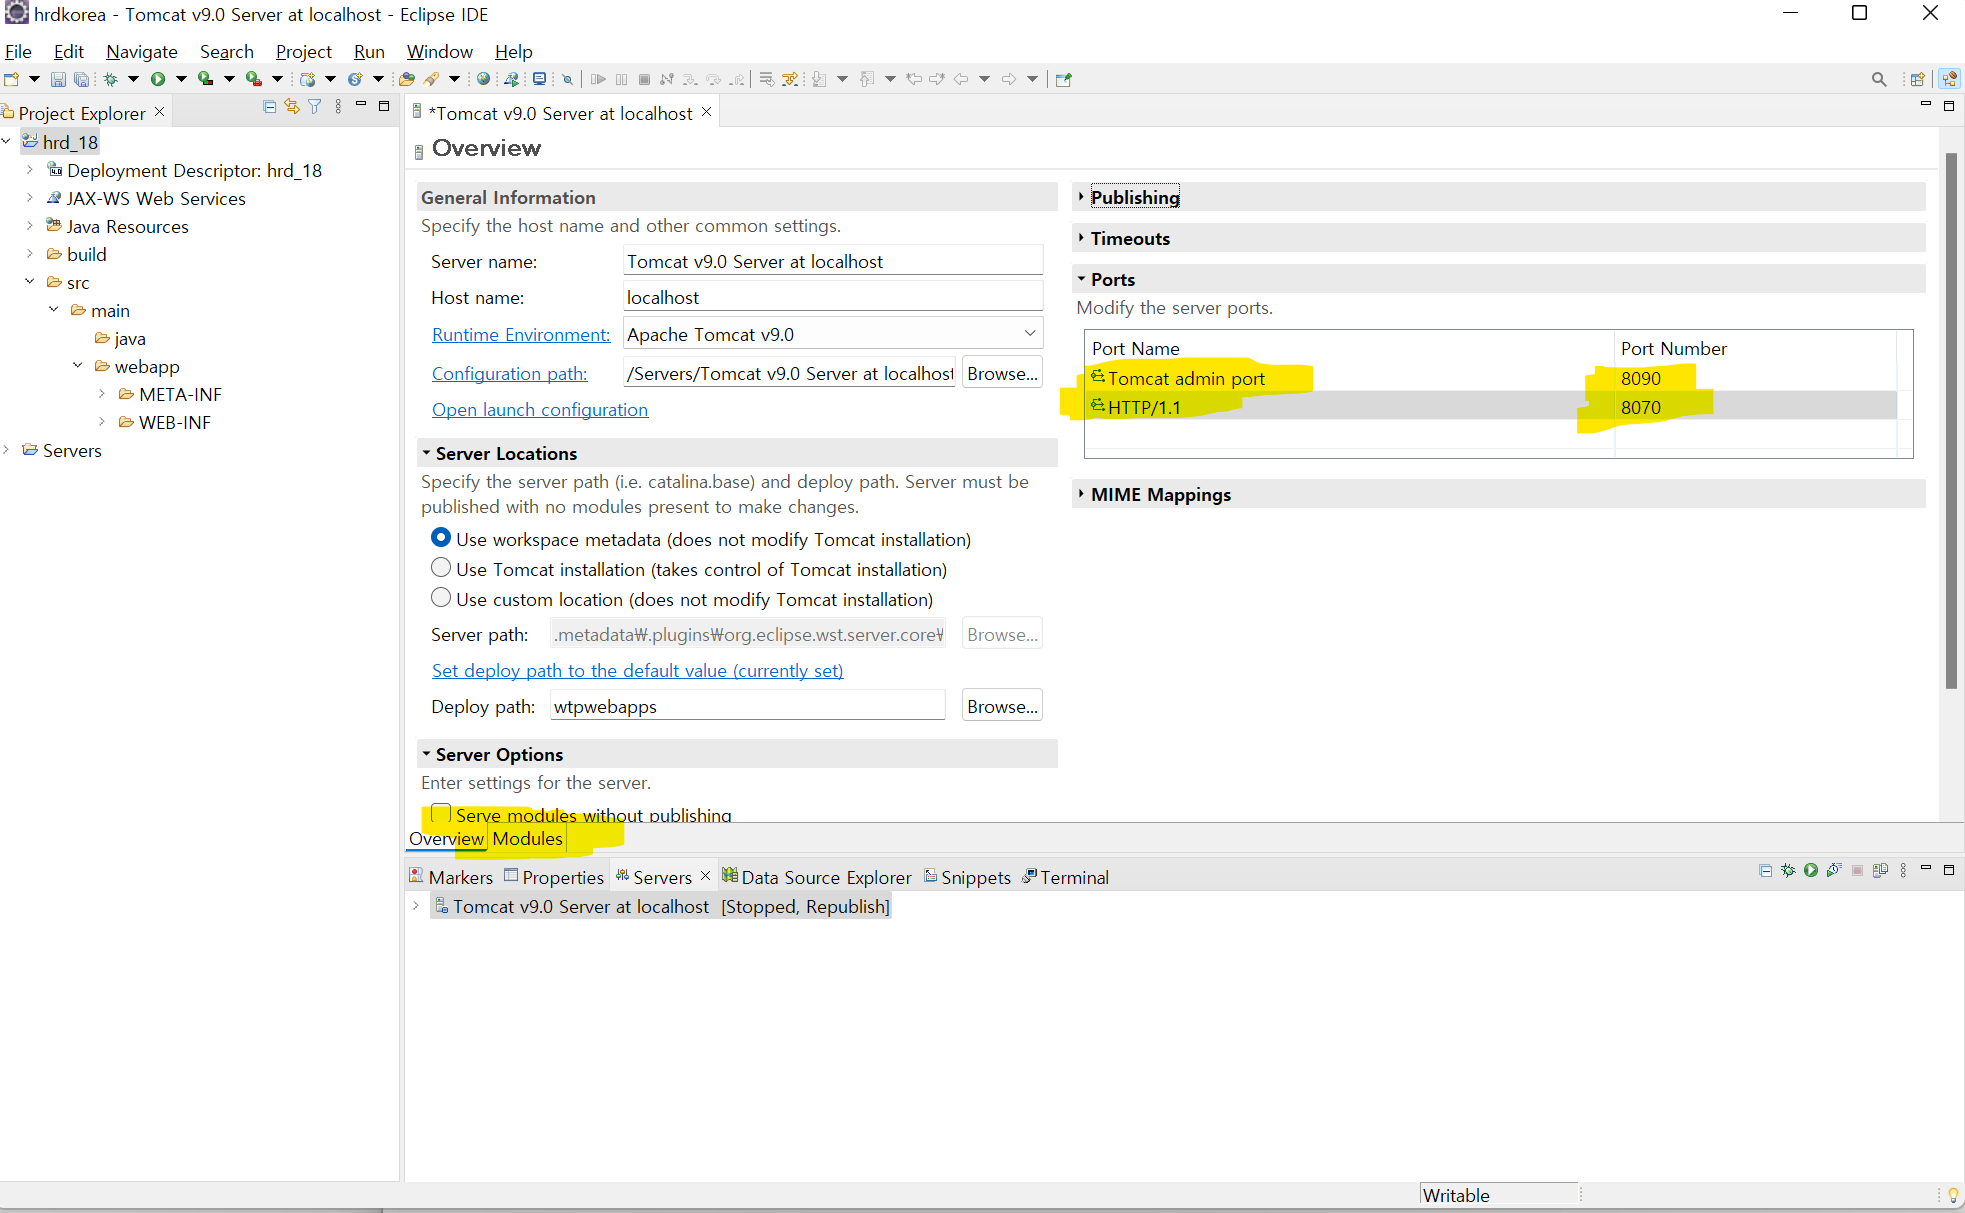 hrdkorea - Tomcat v9.0 Server at localhost - Eclipse IDE
File Edit Navigate Search Project Run Window Help
Project Explorer
hrd_18
Deployment Descriptor: hrd_18
JAX-WS Web Services
Java Resources
build
src
main
java
webapp
META-INF
WEB-INF
Servers
*Tomcat v9.0 Server at localhost
Overview
General Information
Specify the host name and other common settings.
Server name: Tomcat v9.0 Server at localhost
Host name: localhost
Runtime Environment: Apache Tomcat v9.0
Configuration path: /Servers/Tomcat v9.0 Server at localhost Browse...
Open launch configuration
Server Locations
Specify the server path (i.e. catalina.base) and deploy path. Server must be
published with no modules present to make changes.
Use workspace metadata (does not modify Tomcat installation)
Use Tomcat installation (takes control of Tomcat installation)
Use custom location (does not modify Tomcat installation)
Server path: .metadata₩.plugins₩org.eclipse.wst.server.core₩ Browse...
Set deploy path to the default value (currently set)
Deploy path: wtpwebapps Browse...
Server Options
Enter settings for the server.
Serve modules without publishing
Publishing
Timeouts
Ports
Modify the server ports.
Port Name Port Number
Tomcat admin port 8090
HTTP/1.1 8070
MIME Mappings
Overview Modules
Markers Properties Servers Data Source Explorer Snippets Terminal
Tomcat v9.0 Server at localhost [Stopped, Republish]
Writable